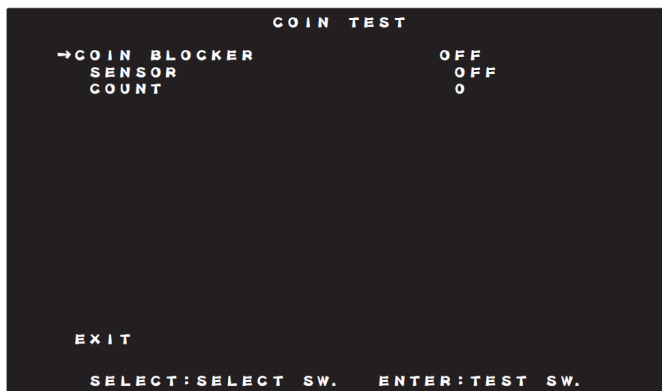 COIN TEST
→COIN BLOCKER OFF
SENSOR OFF
COUNT 0
EXIT
SELECT:SELECT SW. ENTER:TEST SW.